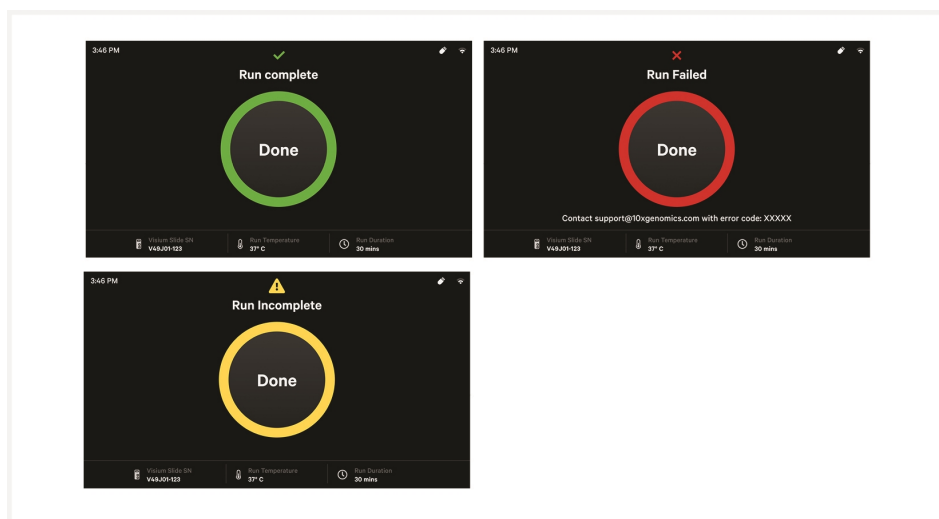 3:46 PM
Run complete
Done
Visium Slide SN
V49J01-123
Run Temperature
37° C
Run Duration
30 mins
3:46 PM
Run Failed
Done
Contact support@10xgenomics.com with error code: XXXXX
Visium Slide SN
V49J01-123
Run Temperature
37° C
Run Duration
30 mins
3:46 PM
Run Incomplete
Done
Visium Slide SN
V49J01-123
Run Temperature
37° C
Run Duration
30 mins